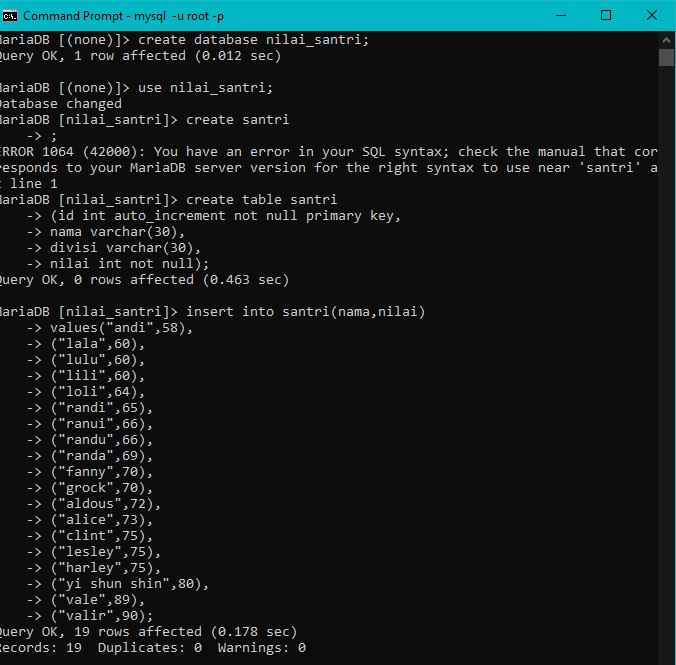 Command Prompt - mysql -u root -p
MariaDB [(none)]> create database nilai_santri;
Query OK, 1 row affected (0.012 sec)
MariaDB [(none)]> use nilai_santri;
Database changed
MariaDB [nilai_santri]> create santri
-> ;
ERROR 1064 (42000): You have an error in your SQL syntax; check the manual that cor
responds to your MariaDB server version for the right syntax to use near 'santri' a
t line 1
MariaDB [nilai_santri]> create table santri
-> (id int auto_increment not null primary key,
-> nama varchar(30),
-> divisi varchar(30),
-> nilai int not null);
Query OK, 0 rows affected (0.463 sec)
MariaDB [nilai_santri]> insert into santri(nama,nilai)
-> values("andi",58),
-> ("lala",60),
-> ("lulu",60),
-> ("lili",60),
-> ("loli",64),
-> ("randi",65),
-> ("ranui",66),
-> ("randu",66),
-> ("randa",69),
-> ("fanny",70),
-> ("grock",70),
-> ("aldous",72),
-> ("alice",73),
-> ("clint",75),
-> ("lesley",75),
-> ("harley",75),
-> ("yi shun shin",80),
-> ("vale",89),
-> ("valir",90);
Query OK, 19 rows affected (0.178 sec)
Records: 19  Duplicates: 0  Warnings: 0